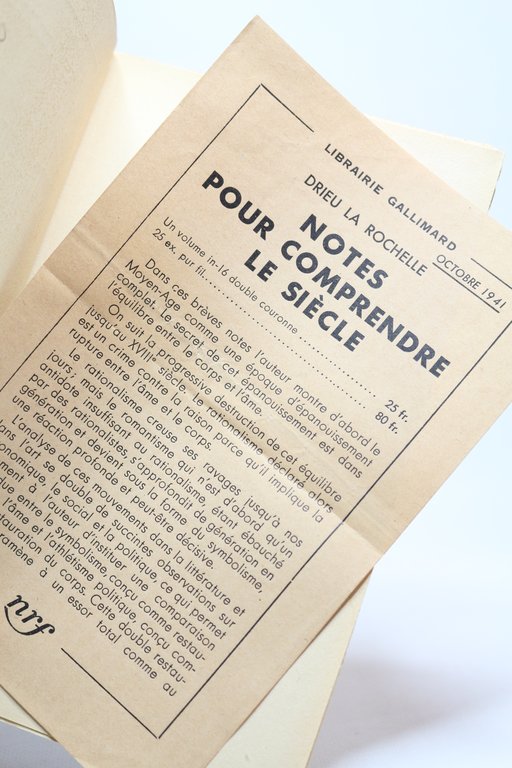 LIBRAIRIE GALLIMARD
OCTOBRE 1941
DRIEU LA ROCHELLE
NOTES
POUR COMPRENDRE
LE SIÈCLE
Un volume in-16 double couronne .................. 25 fr.
25 ex. pur fil.............................. 80 fr.
Dans ces brèves notes l'auteur montre d'abord le
Moyen-Age comme une époque d'épanouissement
complet. Le secret de cet épanouissement est dans
l'équilibre entre le corps et l'âme.
On suit la progressive destruction de cet équilibre
jusqu'au XVIIIe siècle. Le rationalisme déclaré alors
est un crime contre la raison parce qu'il implique la
rupture entre l'âme et le corps.
le rationalisme creuse ses ravages jusqu'à nos
jours, mais le romantisme qui n'est d'abord qu'un
antidote insuffisant au rationalisme, étant ébauché
par des rationalistes, s'approfondit de génération en
génération et devient sous la forme du symbolisme,
une réaction profonde et peut-être décisive.
L'analyse de ces mouvements dans la littérature et
dans l'art se double de succinctes observations sur
l'économique, le social et la politique, ce qui permet
à l'auteur d'instituer une comparaison
entre le symbolisme conçu comme restau-
l'âme et l'athlétisme politique, conçu com-
restauration du corps. Cette double restau-
ramène à un essor total comme au
nrf